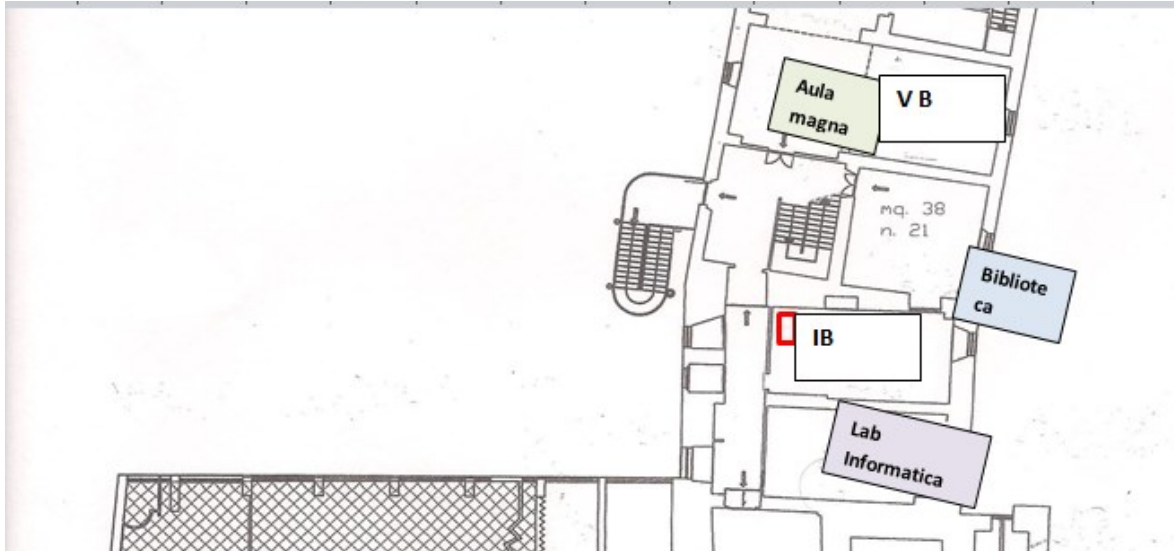 Aula
magna
V B
mq. 38
n. 21
Bibliote
ca
IB
Lab
Informatica